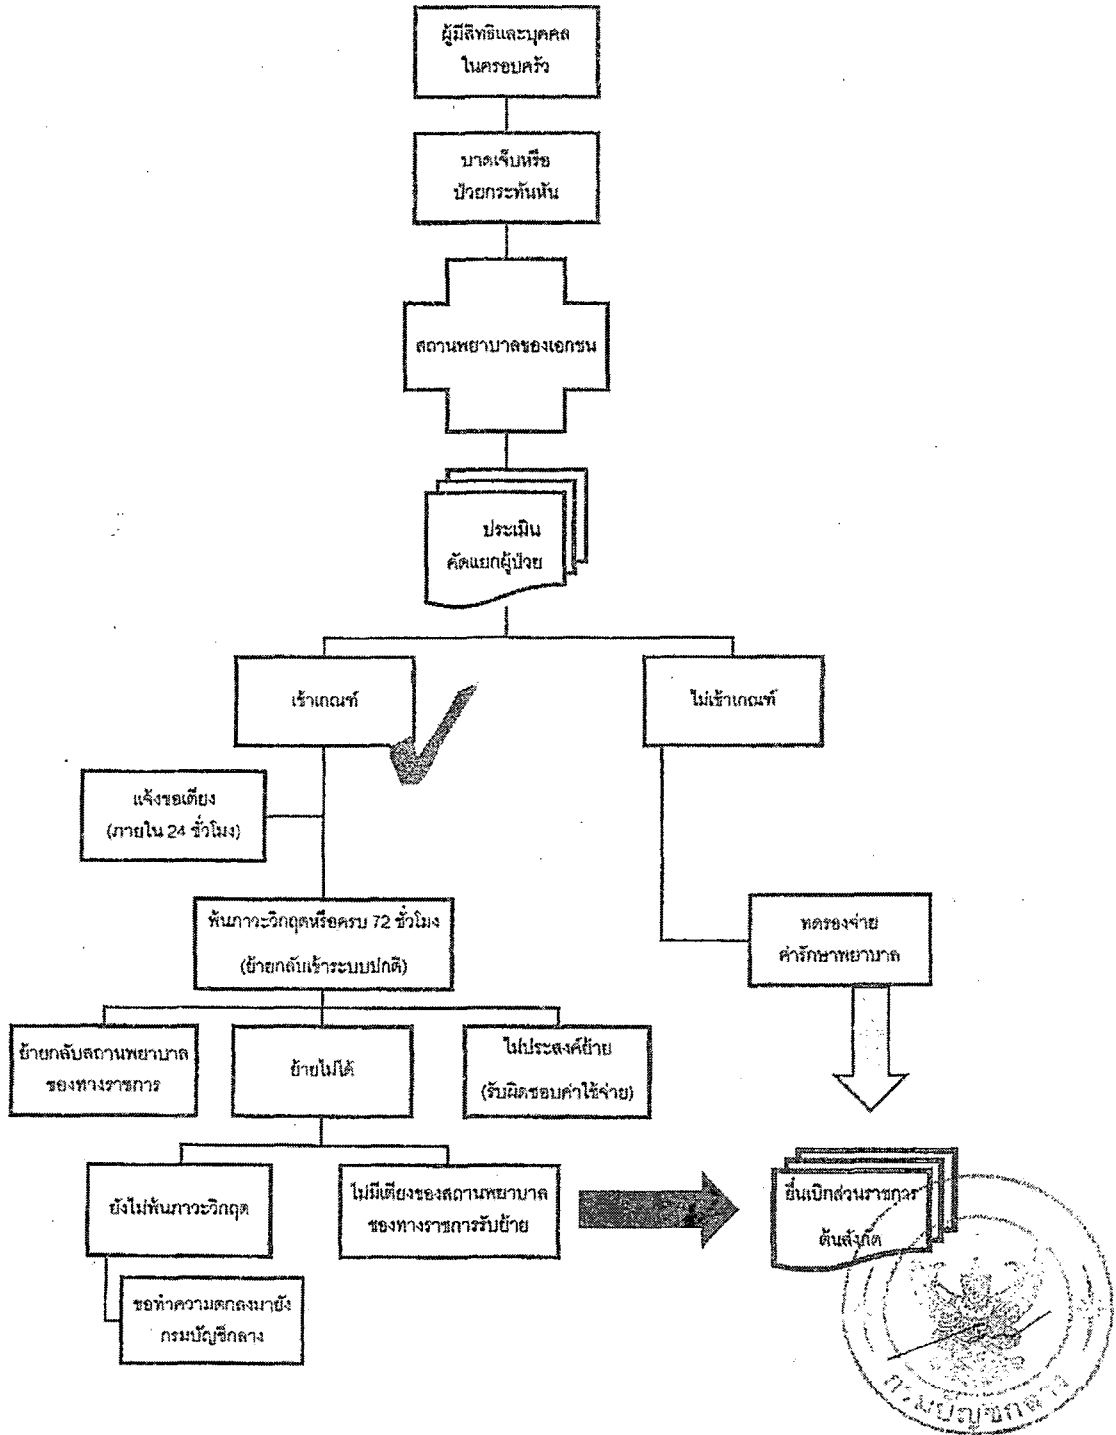 ผู้มีสิทธิและบุคคล
ในครอบครัว
บาดเจ็บหรือ
ป่วยกระทันหัน
สถานพยาบาลของเอกชน
ประเมิน
คัดแยกผู้ป่วย
เข้าเกณฑ์
ไม่เข้าเกณฑ์
แจ้งขอเตียง
(ภายใน 24 ชั่วโมง)
พ้นภาวะวิกฤตหรือครบ 72 ชั่วโมง
(ย้ายกลับเข้าระบบปกติ)
ทดรองจ่าย
ค่ารักษาพยาบาล
ย้ายกลับสถานพยาบาล
ของทางราชการ
ย้ายไม่ได้
ไม่ประสงค์ย้าย
(รับผิดชอบค่าใช้จ่าย)
ยังไม่พ้นภาวะวิกฤต
ไม่มีเตียงของสถานพยาบาล
ของทางราชการรับย้าย
ยื่นเบิกส่วนราชการ
ต้นสังกัด
ขอทำความตกลงมายัง
กรมบัญชีกลาง
กรมบัญชีกลาง